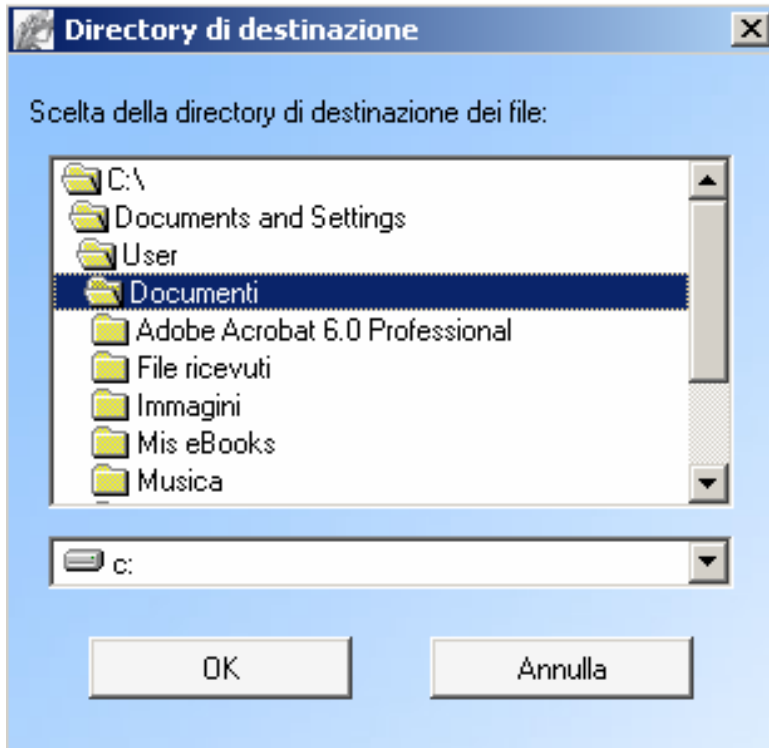 Directory di destinazione
Scelta della directory di destinazione dei file:
C:\
Documents and Settings
User
Documenti
Adobe Acrobat 6.0 Professional
File ricevuti
Immagini
Mis eBooks
Musica
c:
OK
Annulla